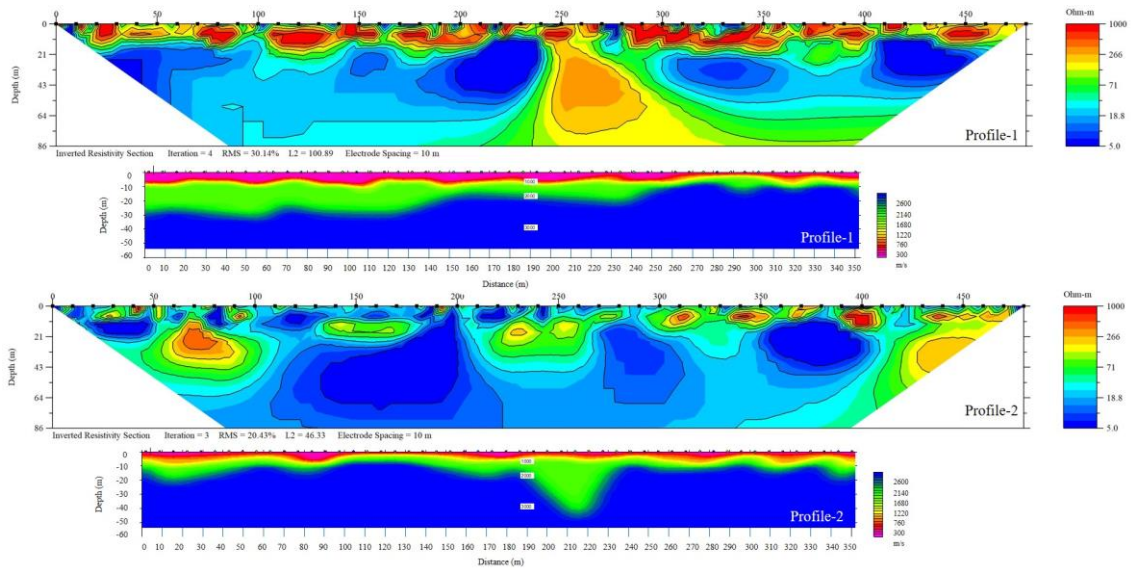 0 50 100 150 200 250 300 350 400 450
Ohm-m
0
21
43
64
86
Depth (m)
1000
266
71
18.8
5.0
Profile-1
Inverted Resistivity Section Iteration = 4 RMS = 30.14% L2 = 100.89 Electrode Spacing = 10 m
0
-10
-20
-30
-40
-50
-60
Depth (m)
Profile-1
2600
2140
1680
1220
760
300
m/s
0 10 20 30 40 50 60 70 80 90 100 110 120 130 140 150 160 170 180 190 200 210 220 230 240 250 260 270 280 290 300 310 320 330 340 350
Distance (m)
0 50 100 150 200 250 300 350 400 450
Ohm-m
0
21
43
64
86
Depth (m)
1000
266
71
18.8
5.0
Profile-2
Inverted Resistivity Section Iteration = 3 RMS = 20.43% L2 = 46.33 Electrode Spacing = 10 m
0
-10
-20
-30
-40
-50
-60
Depth (m)
Profile-2
2600
2140
1680
1220
760
300
m/s
0 10 20 30 40 50 60 70 80 90 100 110 120 130 140 150 160 170 180 190 200 210 220 230 240 250 260 270 280 290 300 310 320 330 340 350
Distance (m)